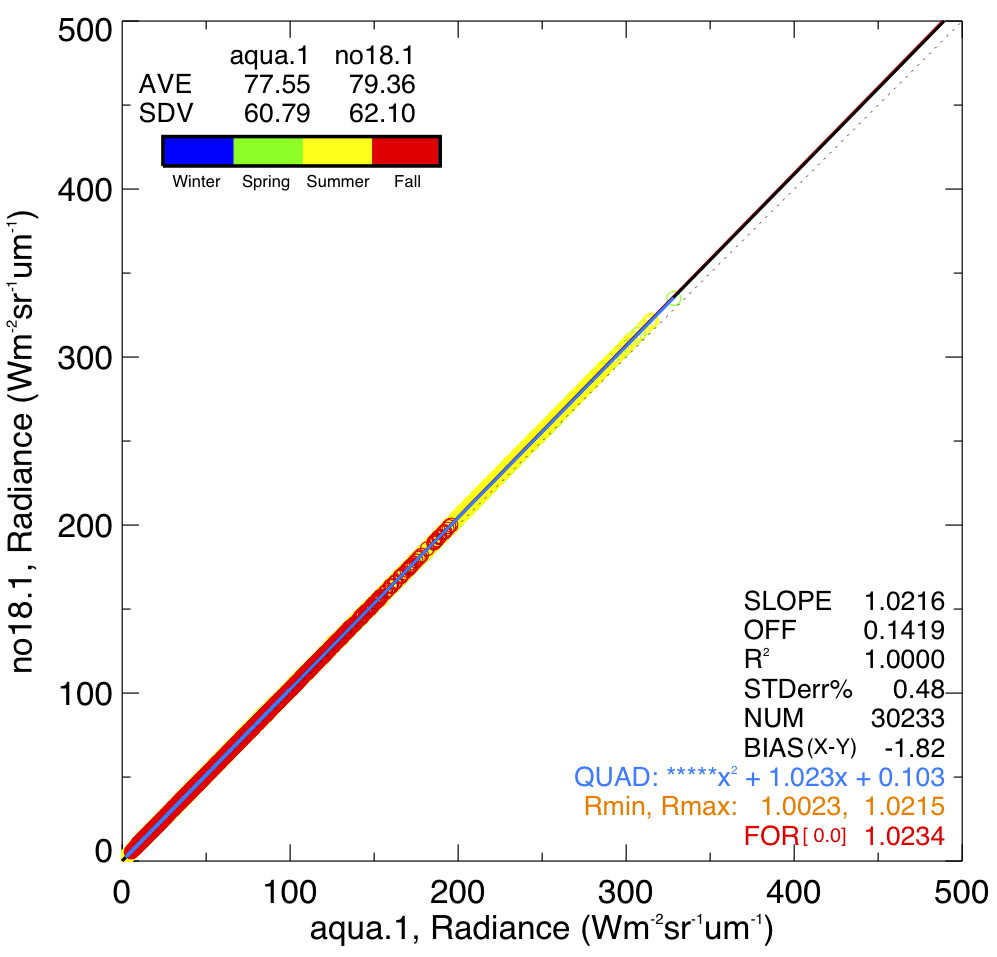 500
400
300
200
100
0
no18.1, Radiance (Wm⁻²sr⁻¹um⁻¹)
aqua.1 no18.1
AVE 77.55 79.36
SDV 60.79 62.10
Winter Spring Summer Fall
SLOPE 1.0216
OFF 0.1419
R² 1.0000
STDerr% 0.48
NUM 30233
BIAS(X-Y) -1.82
QUAD: *****x² + 1.023x + 0.103
Rmin, Rmax: 1.0023, 1.0215
FOR[ 0.0] 1.0234
0 100 200 300 400 500
aqua.1, Radiance (Wm⁻²sr⁻¹um⁻¹)